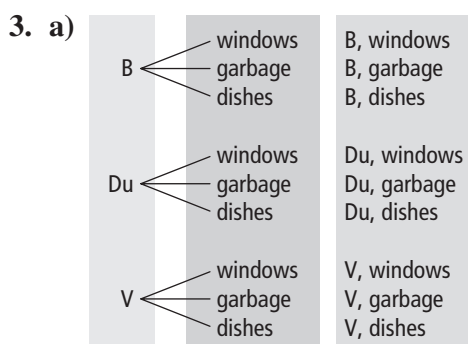 3. a)
windows B, windows
B garbage B, garbage
dishes B, dishes
windows Du, windows
Du garbage Du, garbage
dishes Du, dishes
windows V, windows
V garbage V, garbage
dishes V, dishes